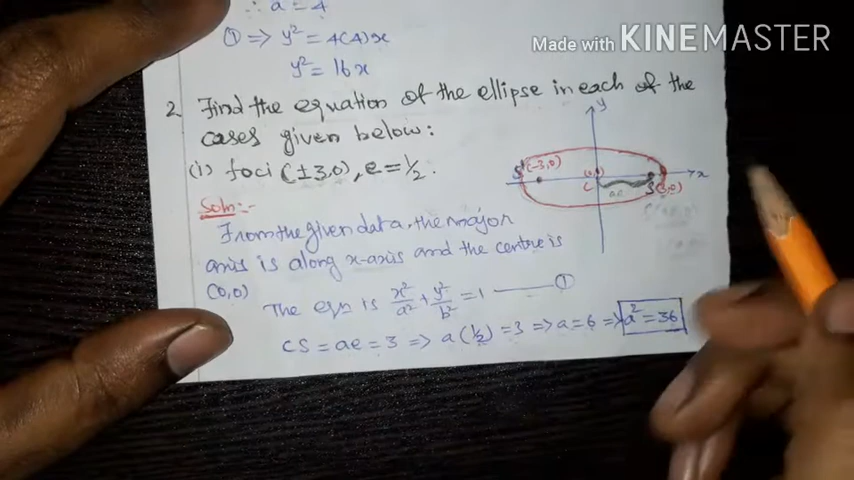 ∴ a = 4
① => y² = 4(4)x
y² = 16x
Made with KINEMASTER
2. Find the equation of the ellipse in each of the
cases given below:
(i) foci (±3,0), e = 1/2.
y
S' (-3,0)
(0,0)
C
ae
S (3,0)
x
Soln:-
From the given data, the major
axis is along x-axis and the centre is
(0,0)
The eqn is x²/a² + y²/b² = 1 ——— ①
CS = ae = 3 => a(1/2) = 3 => a = 6 => a² = 36